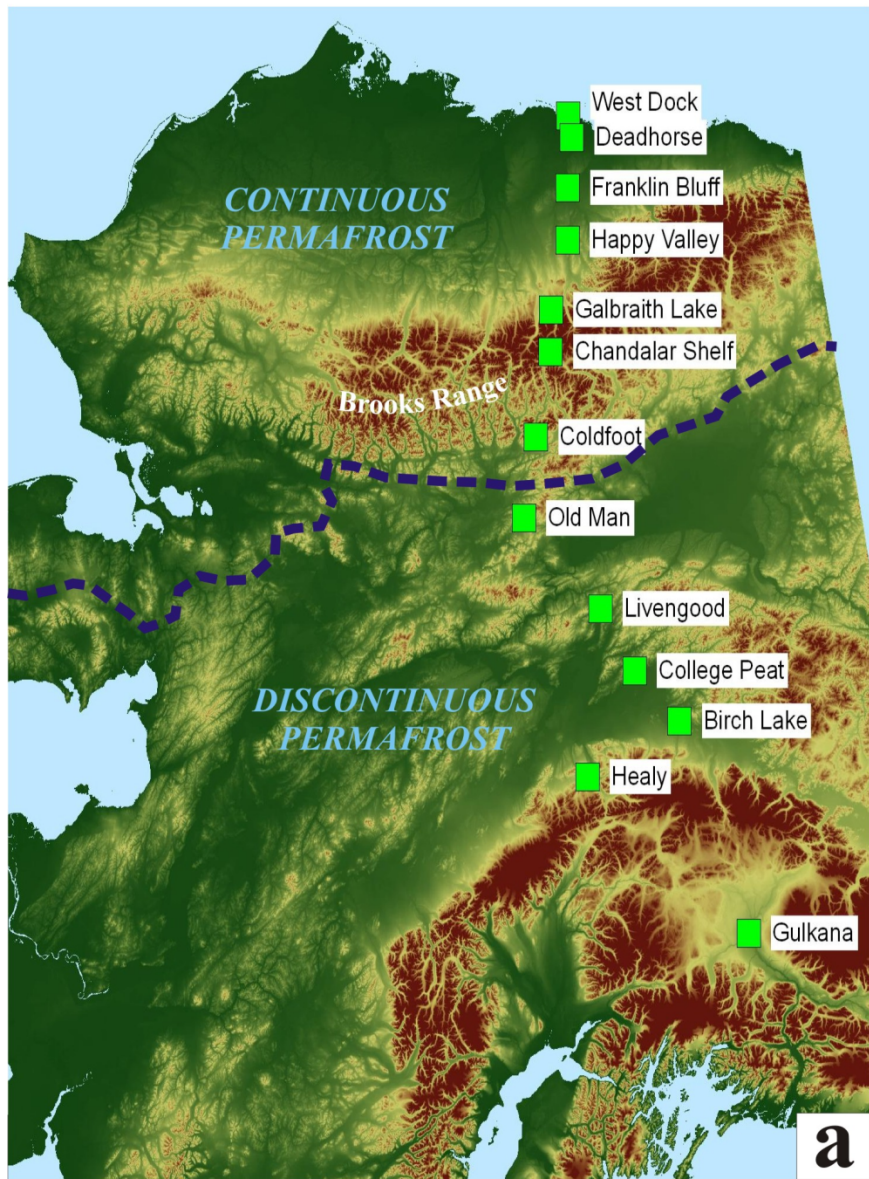 West Dock
Deadhorse
Franklin Bluff
CONTINUOUS
PERMAFROST
Happy Valley
Galbraith Lake
Chandalar Shelf
Brooks Range
Coldfoot
Old Man
Livengood
College Peat
DISCONTINUOUS
PERMAFROST
Birch Lake
Healy
Gulkana
a